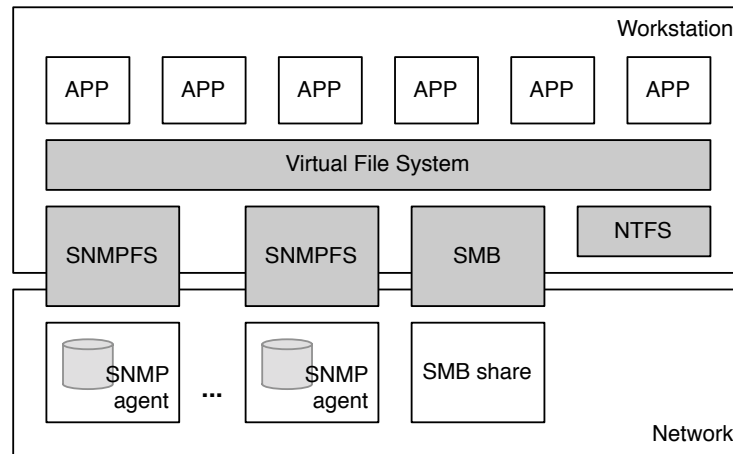 Workstation
APP APP APP APP APP APP
Virtual File System
SNMPFS SNMPFS SMB NTFS
SNMP agent ... SNMP agent SMB share
Network